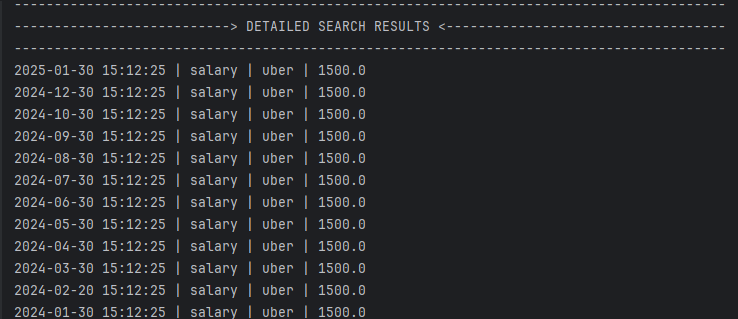 -----------------------------------------------------------------------------------------
---------------------------> DETAILED SEARCH RESULTS <-----------------------------------
-----------------------------------------------------------------------------------------
2025-01-30 15:12:25 | salary | uber | 1500.0
2024-12-30 15:12:25 | salary | uber | 1500.0
2024-10-30 15:12:25 | salary | uber | 1500.0
2024-09-30 15:12:25 | salary | uber | 1500.0
2024-08-30 15:12:25 | salary | uber | 1500.0
2024-07-30 15:12:25 | salary | uber | 1500.0
2024-06-30 15:12:25 | salary | uber | 1500.0
2024-05-30 15:12:25 | salary | uber | 1500.0
2024-04-30 15:12:25 | salary | uber | 1500.0
2024-03-30 15:12:25 | salary | uber | 1500.0
2024-02-20 15:12:25 | salary | uber | 1500.0
2024-01-30 15:12:25 | salary | uber | 1500.0